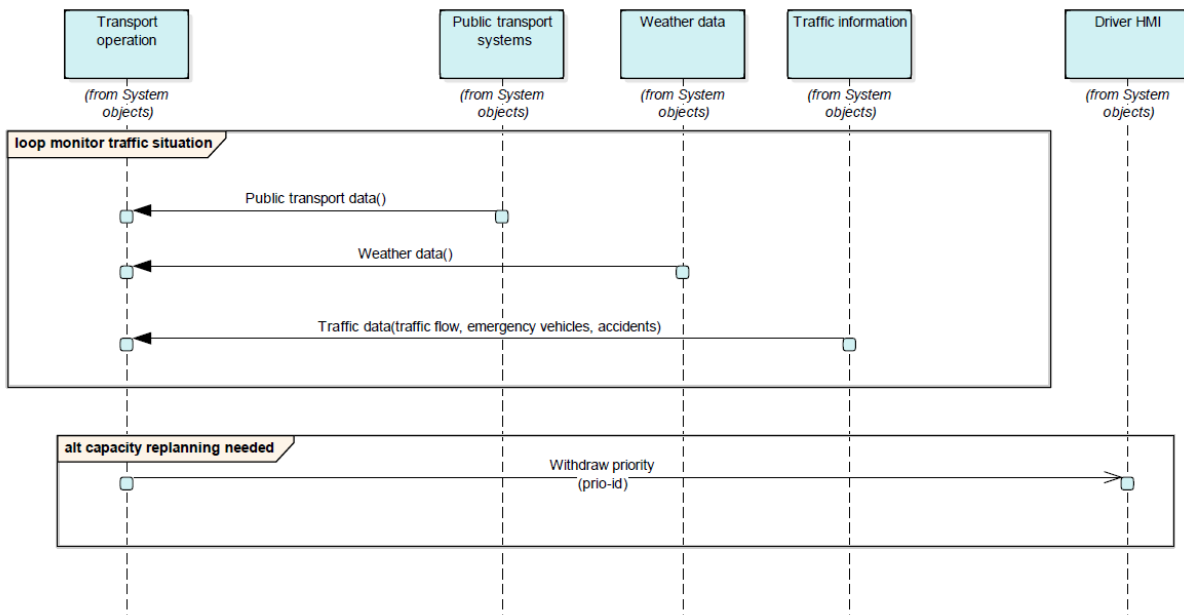 Transport
operation
Public transport
systems
Weather data
Traffic information
Driver HMI
(from System
objects)
(from System
objects)
(from System
objects)
(from System
objects)
(from System
objects)
loop monitor traffic situation
Public transport data()
Weather data()
Traffic data(traffic flow, emergency vehicles, accidents)
alt capacity replanning needed
Withdraw priority
(prio-id)